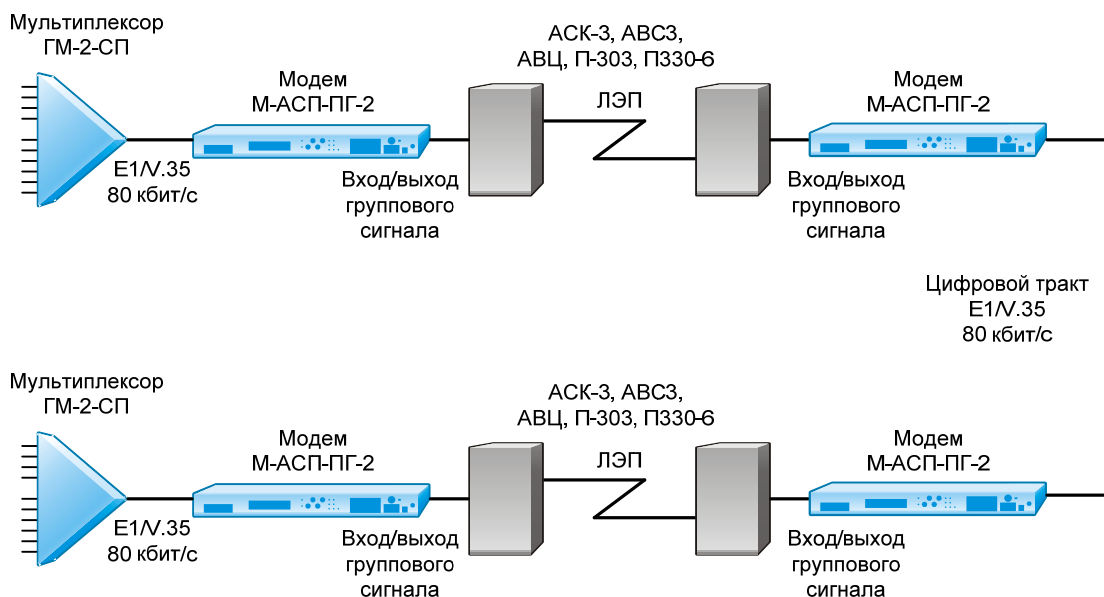 Мультиплексор
ГМ-2-СП
Модем
М-АСП-ПГ-2
АСК-3, АВС3,
АВЦ, П-303, П330-6
ЛЭП
Модем
М-АСП-ПГ-2
E1/V.35
80 кбит/с
Вход/выход
группового
сигнала
Вход/выход
группового
сигнала
Цифровой тракт
E1/V.35
80 кбит/с
Мультиплексор
ГМ-2-СП
Модем
М-АСП-ПГ-2
АСК-3, АВС3,
АВЦ, П-303, П330-6
ЛЭП
Модем
М-АСП-ПГ-2
E1/V.35
80 кбит/с
Вход/выход
группового
сигнала
Вход/выход
группового
сигнала